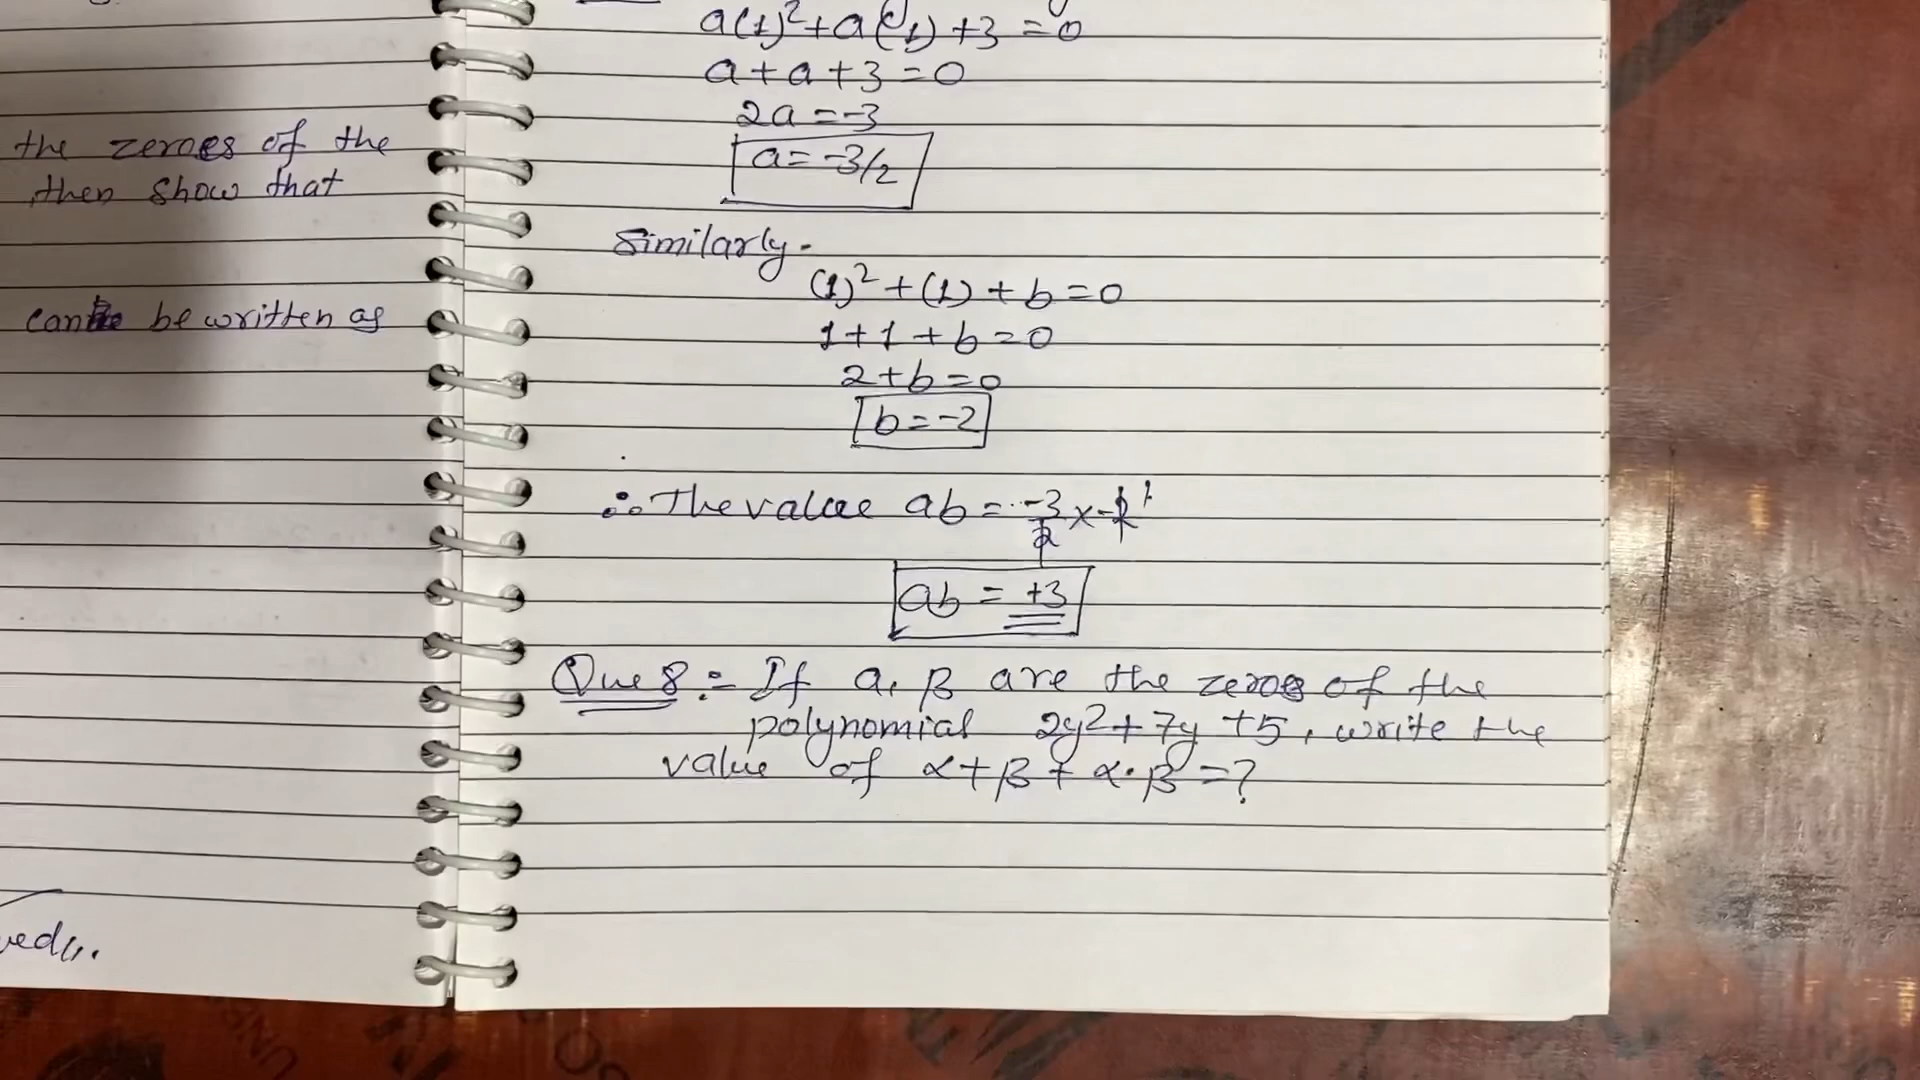 the zeroes of the
then show that
can be written as
a(1)²+a(1)+3=0
a+a+3=0
2a=-3
a=-3/2
Similarly-
(1)²+(1)+b=0
1+1+b=0
2+b=0
b=-2
∴ The value ab = -3/2 x -2 1
ab = +3
Que 8:- If a, β are the zeroes of the
polynomial 2y²+7y+5, write the
value of α+β+α·β=?